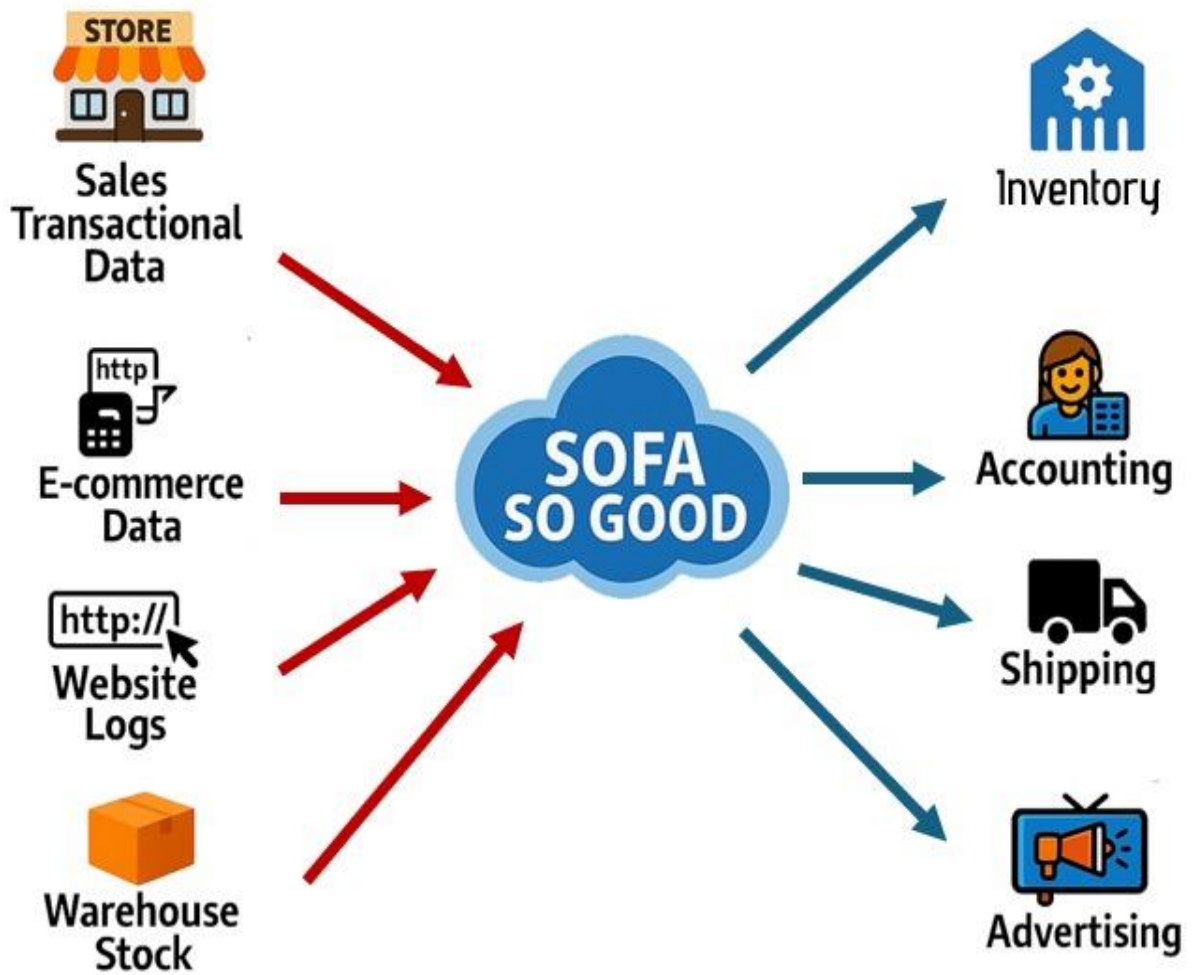 STORE
Sales
Transactional
Data
http
E-commerce
Data
http://
Website
Logs
Warehouse
Stock
SOFA
SO GOOD
Inventory
Accounting
Shipping
Advertising